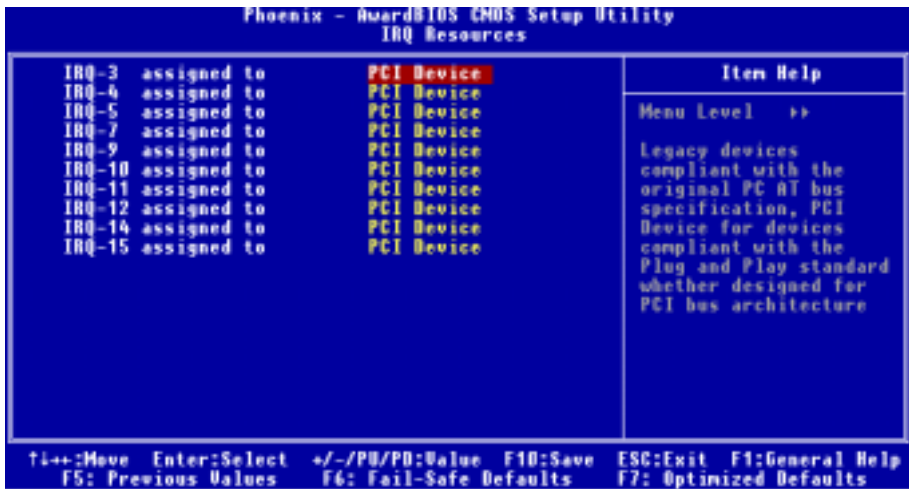 Phoenix - AwardBIOS CMOS Setup Utility
IRQ Resources
IRQ-3 assigned to PCI Device
IRQ-4 assigned to PCI Device
IRQ-5 assigned to PCI Device
IRQ-7 assigned to PCI Device
IRQ-9 assigned to PCI Device
IRQ-10 assigned to PCI Device
IRQ-11 assigned to PCI Device
IRQ-12 assigned to PCI Device
IRQ-14 assigned to PCI Device
IRQ-15 assigned to PCI Device
Item Help
Menu Level ▸▸
Legacy devices
compliant with the
original PC AT bus
specification, PCI
Device for devices
compliant with the
Plug and Play standard
whether designed for
PCI bus architecture
↑↓→←:Move Enter:Select +/-/PU/PD:Value F10:Save ESC:Exit F1:General Help
F5: Previous Values F6: Fail-Safe Defaults F7: Optimized Defaults